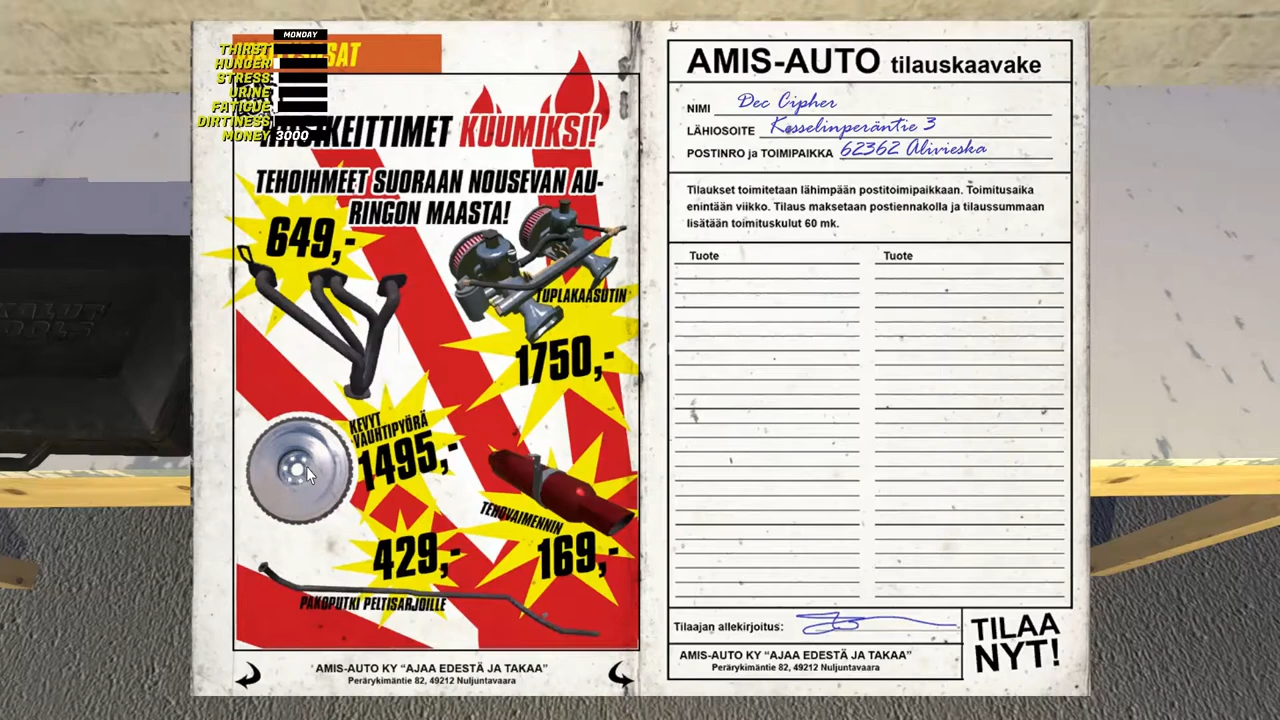 MONDAY
THIRST
HUNGER
STRESS
URINE
FATIGUE
DIRTINESS
MONEY 3000
KUUMIKSI!
TEHOIHMEET SUORAAN NOUSEVAN AU-
RINGON MAASTA!
649,-
TUPLAKAASUTIN
1750,-
KEVYT
VAUHTIPYÖRÄ
1495,-
TEHOVAIMENNIN
169,-
429,-
PAKOPUTKI PELTISARJOILLE
AMIS-AUTO KY "AJAA EDESTÄ JA TAKAA"
Perärykimäntie 82, 49212 Nuljuntavaara
AMIS-AUTO tilauskaavake
NIMI Dec Cipher
LÄHIOSOITE Kesselinperäntie 3
POSTINRO ja TOIMIPAIKKA 62362 Alivieska
Tilaukset toimitetaan lähimpään postitoimipaikkaan. Toimitusaika
enintään viikko. Tilaus maksetaan postiennakolla ja tilaussummaan
lisätään toimituskulut 60 mk.
Tuote Tuote
Tilaajan allekirjoitus:
TILAA
NYT!
AMIS-AUTO KY "AJAA EDESTÄ JA TAKAA"
Perärykimäntie 82, 49212 Nuljuntavaara